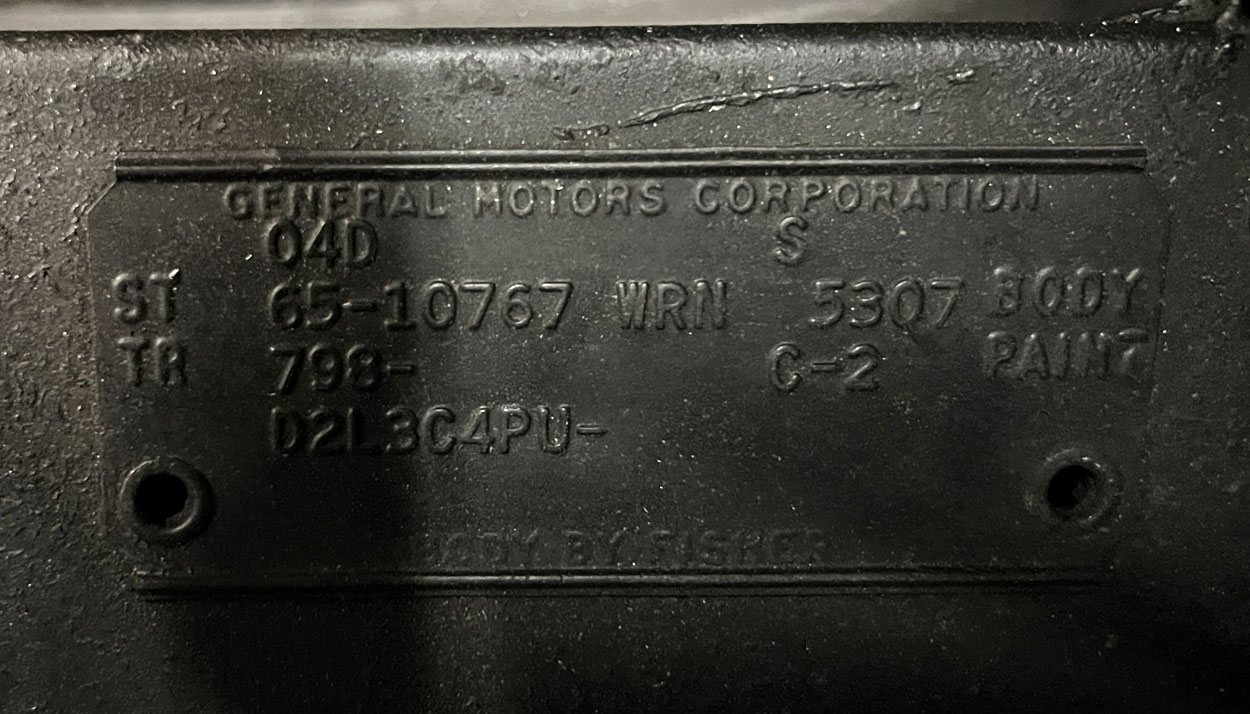 GENERAL MOTORS CORPORATION
04D S
ST 65-10767 WRN 5307 BODY
TR 798- C-2 PAINT
D2L3C4PU-
BODY BY FISHER